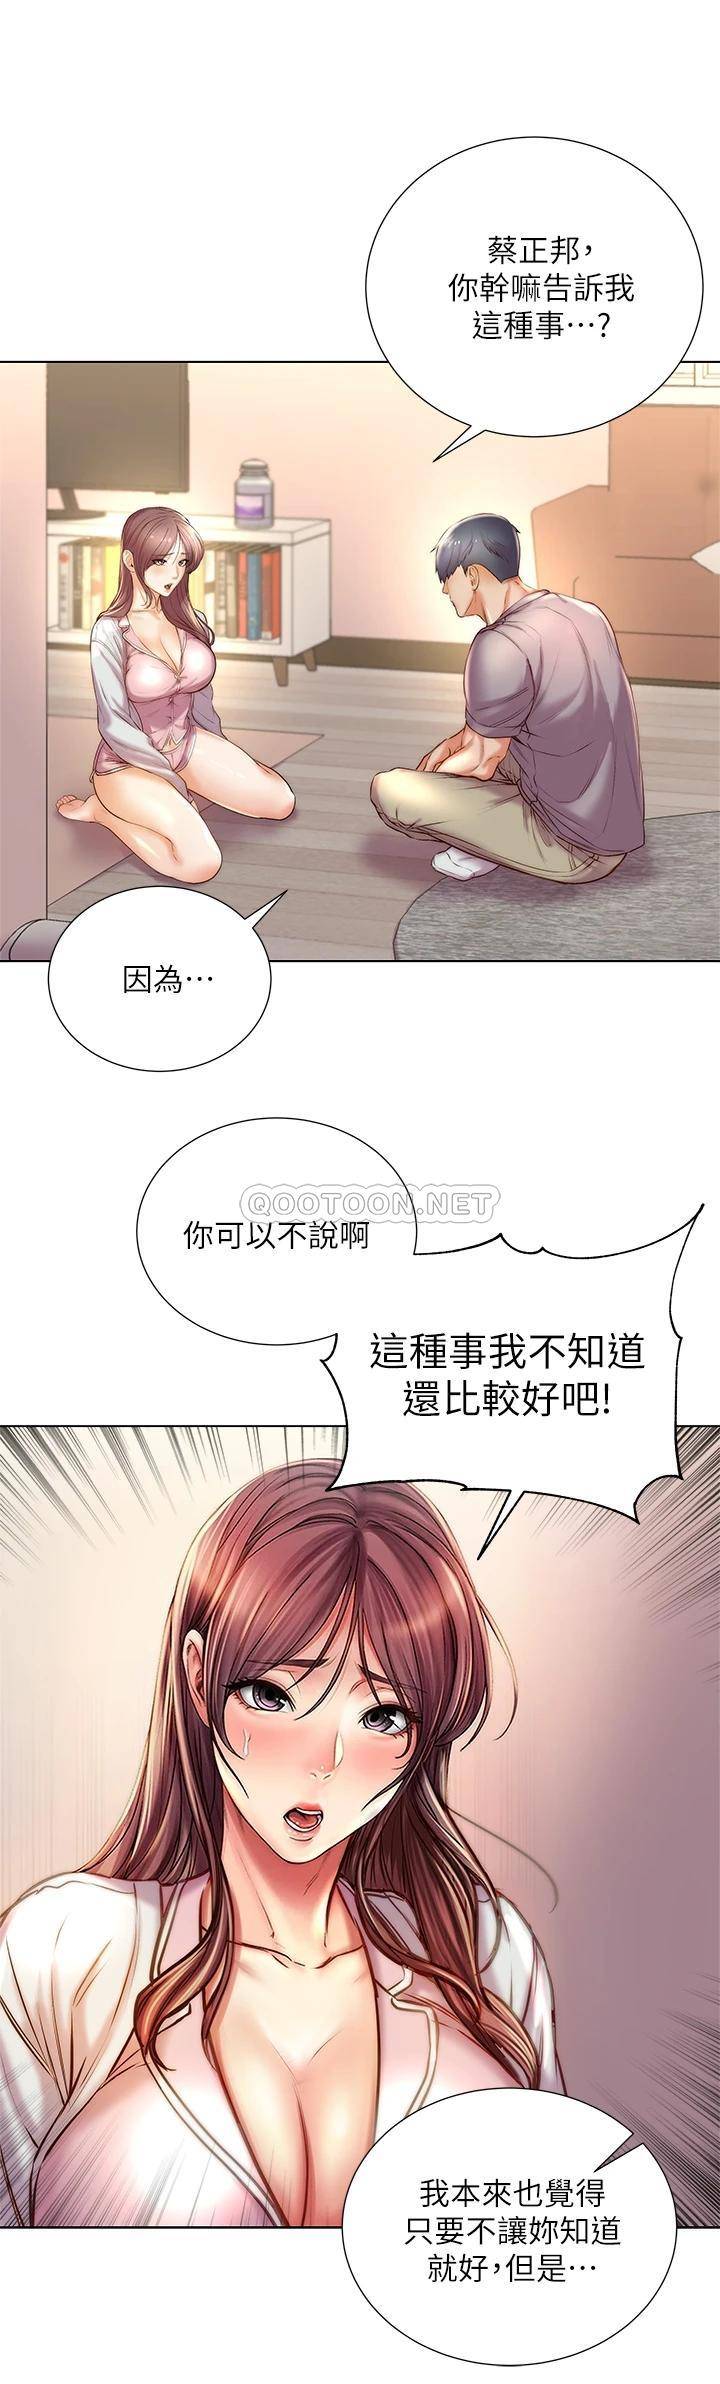 蔡正邦，
你幹嘛告訴我
這種事…?
因為…
QOOTOON.NET
你可以不說啊
這種事我不知道
還比較好吧!
我本來也覺得
只要不讓妳知道
就好，但是…